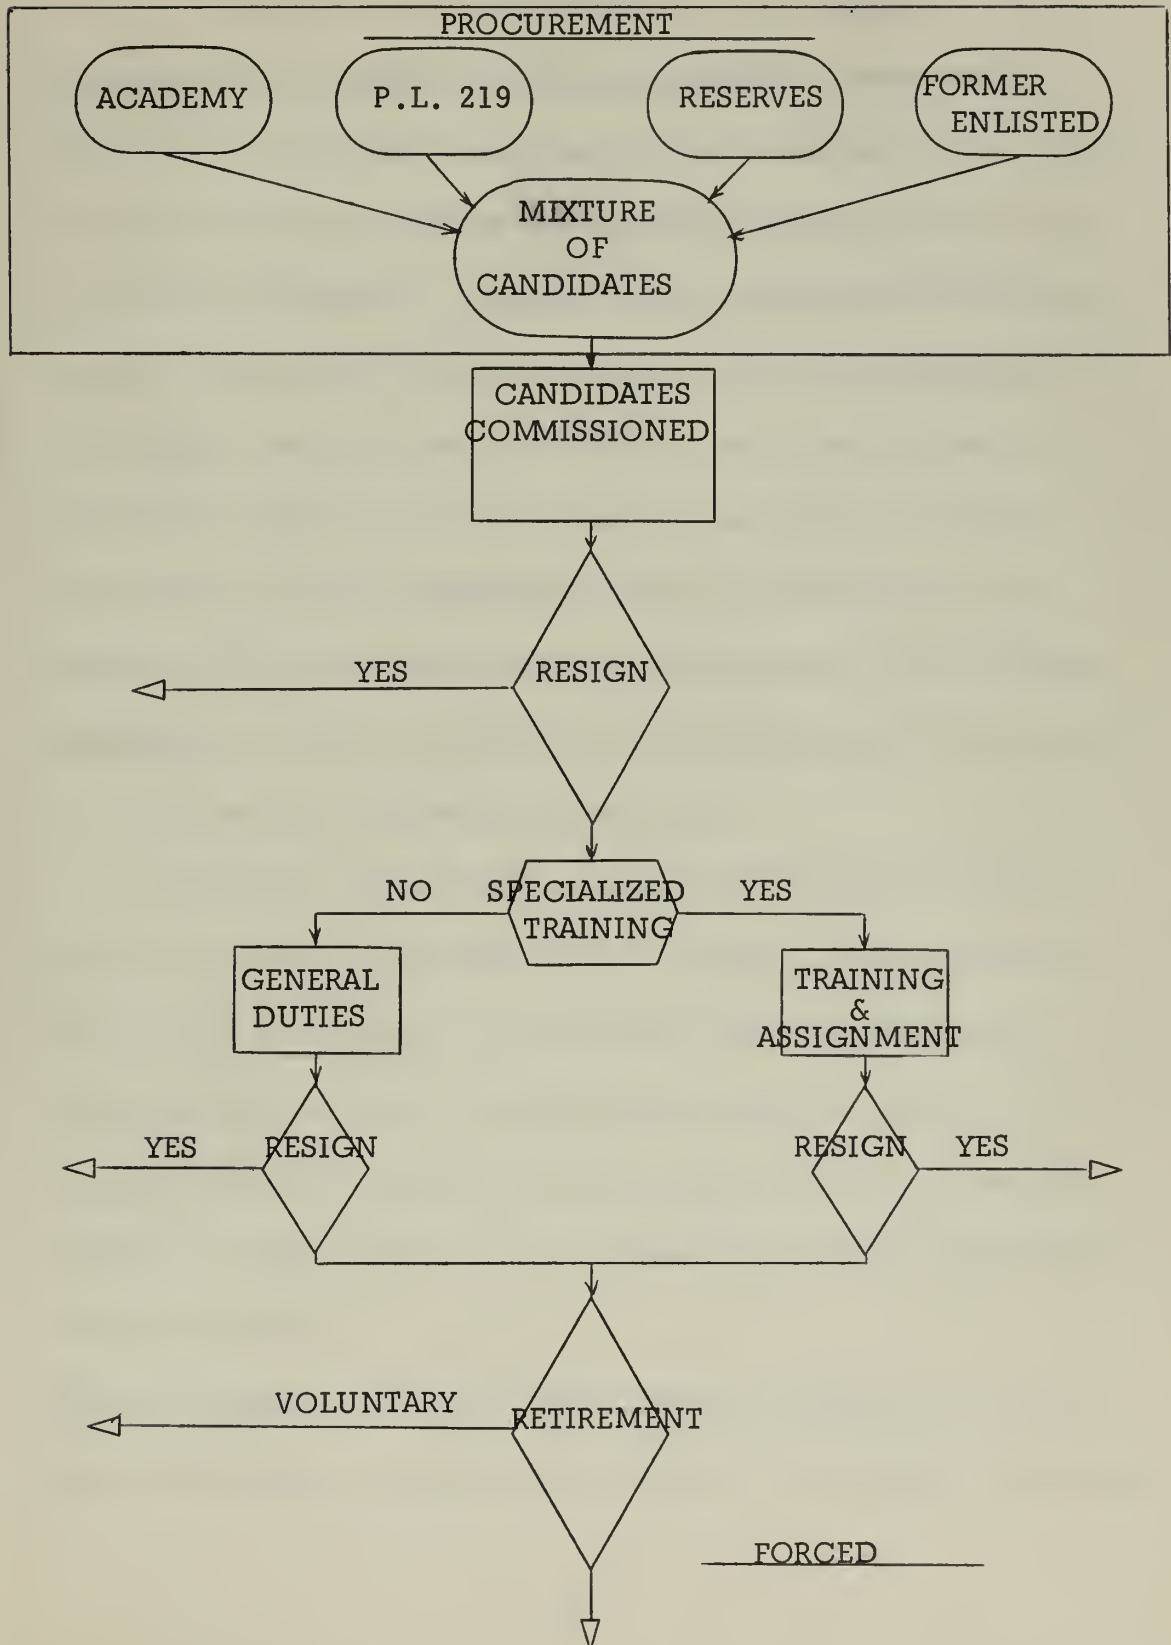 PROCUREMENT
ACADEMY
P.L. 219
RESERVES
FORMER
ENLISTED
MIXTURE
OF
CANDIDATES
CANDIDATES
COMMISSIONED
YES
RESIGN
NO
SPECIALIZED
TRAINING
YES
GENERAL
DUTIES
TRAINING
&
ASSIGNMENT
YES
RESIGN
RESIGN
YES
VOLUNTARY
RETIREMENT
FORCED